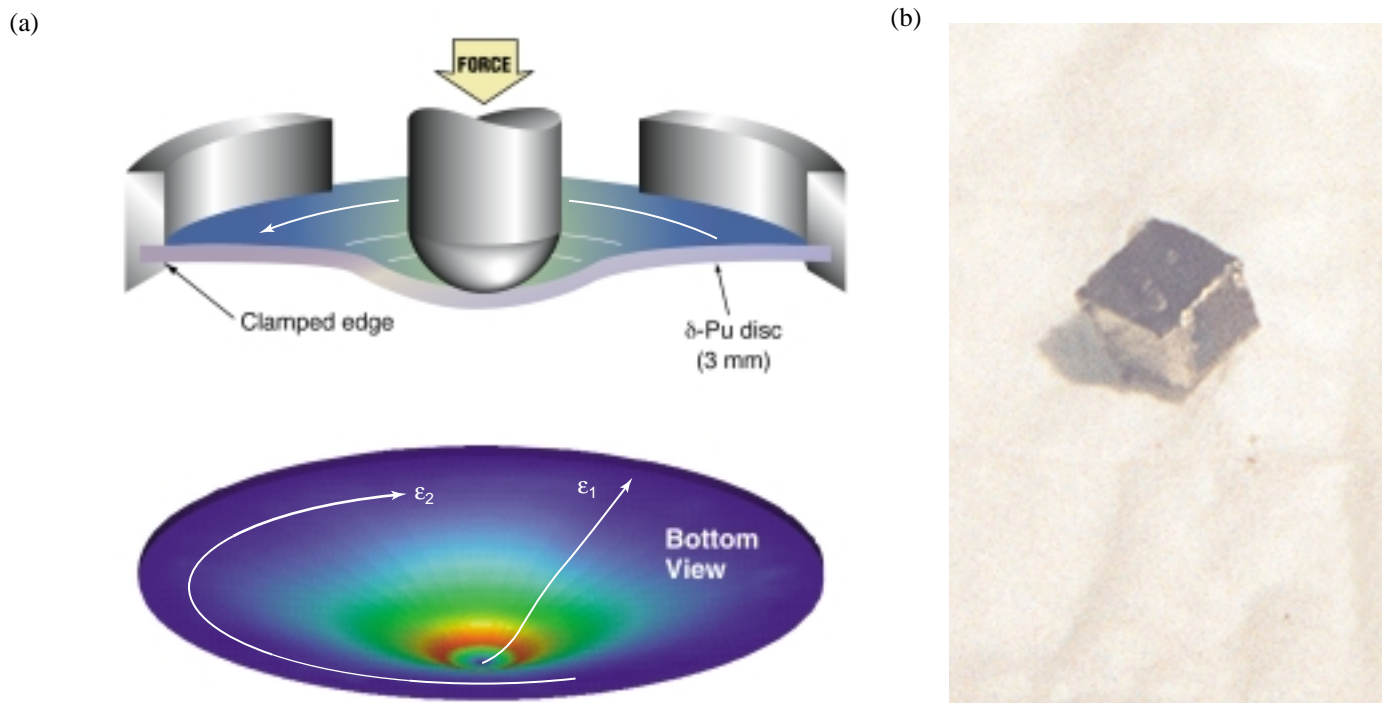 (a)
(b)
FORCE
Clamped edge
δ-Pu disc
(3 mm)
ε₂
ε₁
Bottom
View